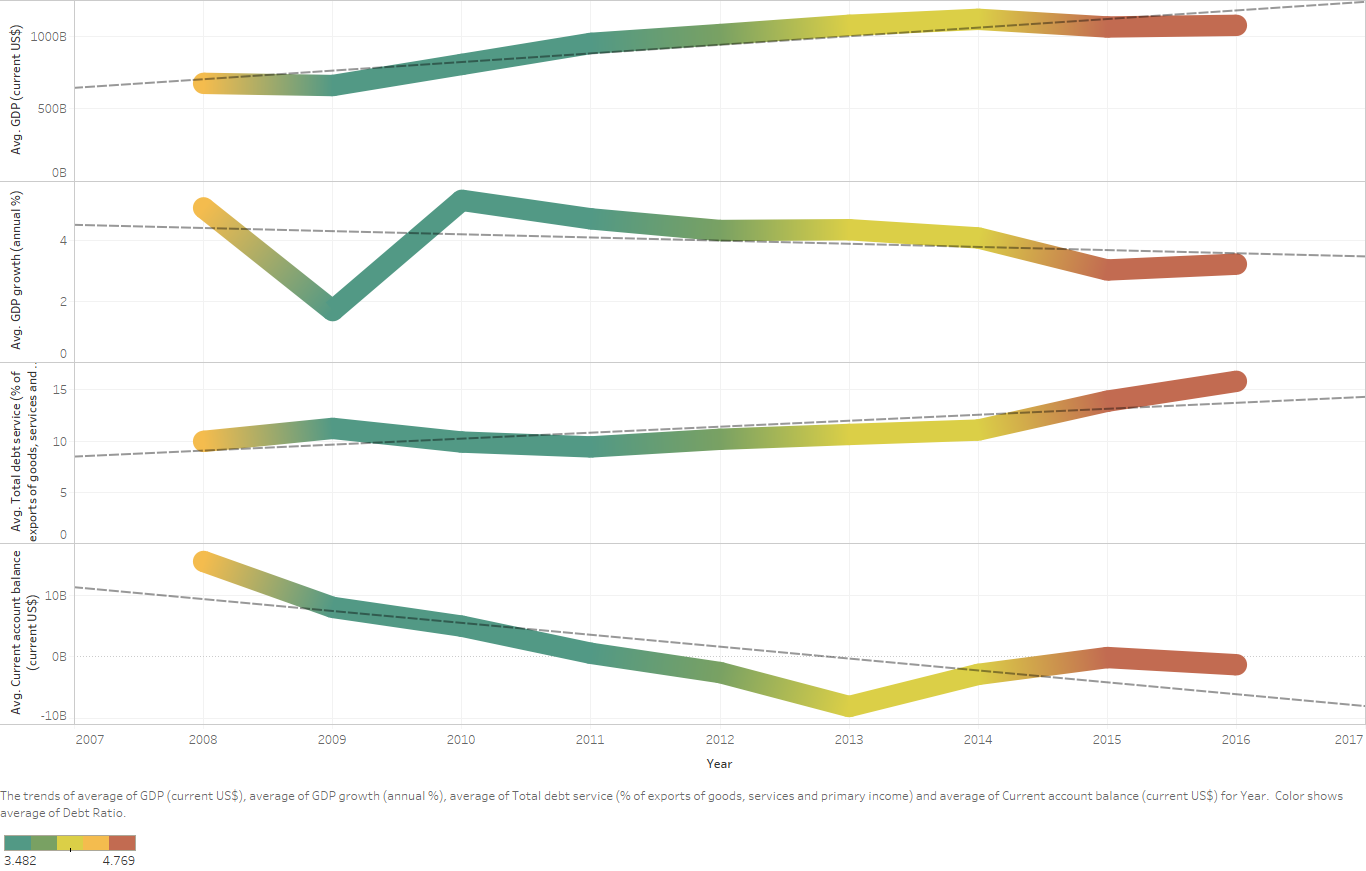 Avg. GDP (current US$)
1000B
500B
0B
Avg. GDP growth (annual %)
4
2
0
Avg. Total debt service (% of
exports of goods, services and ..
15
10
5
0
Avg. Current account balance
(current US$)
10B
0B
-10B
2007 2008 2009 2010 2011 2012 2013 2014 2015 2016 2017
Year
The trends of average of GDP (current US$), average of GDP growth (annual %), average of Total debt service (% of exports of goods, services and primary income) and average of Current account balance (current US$) for Year.  Color shows
average of Debt Ratio.
3.482 4.769